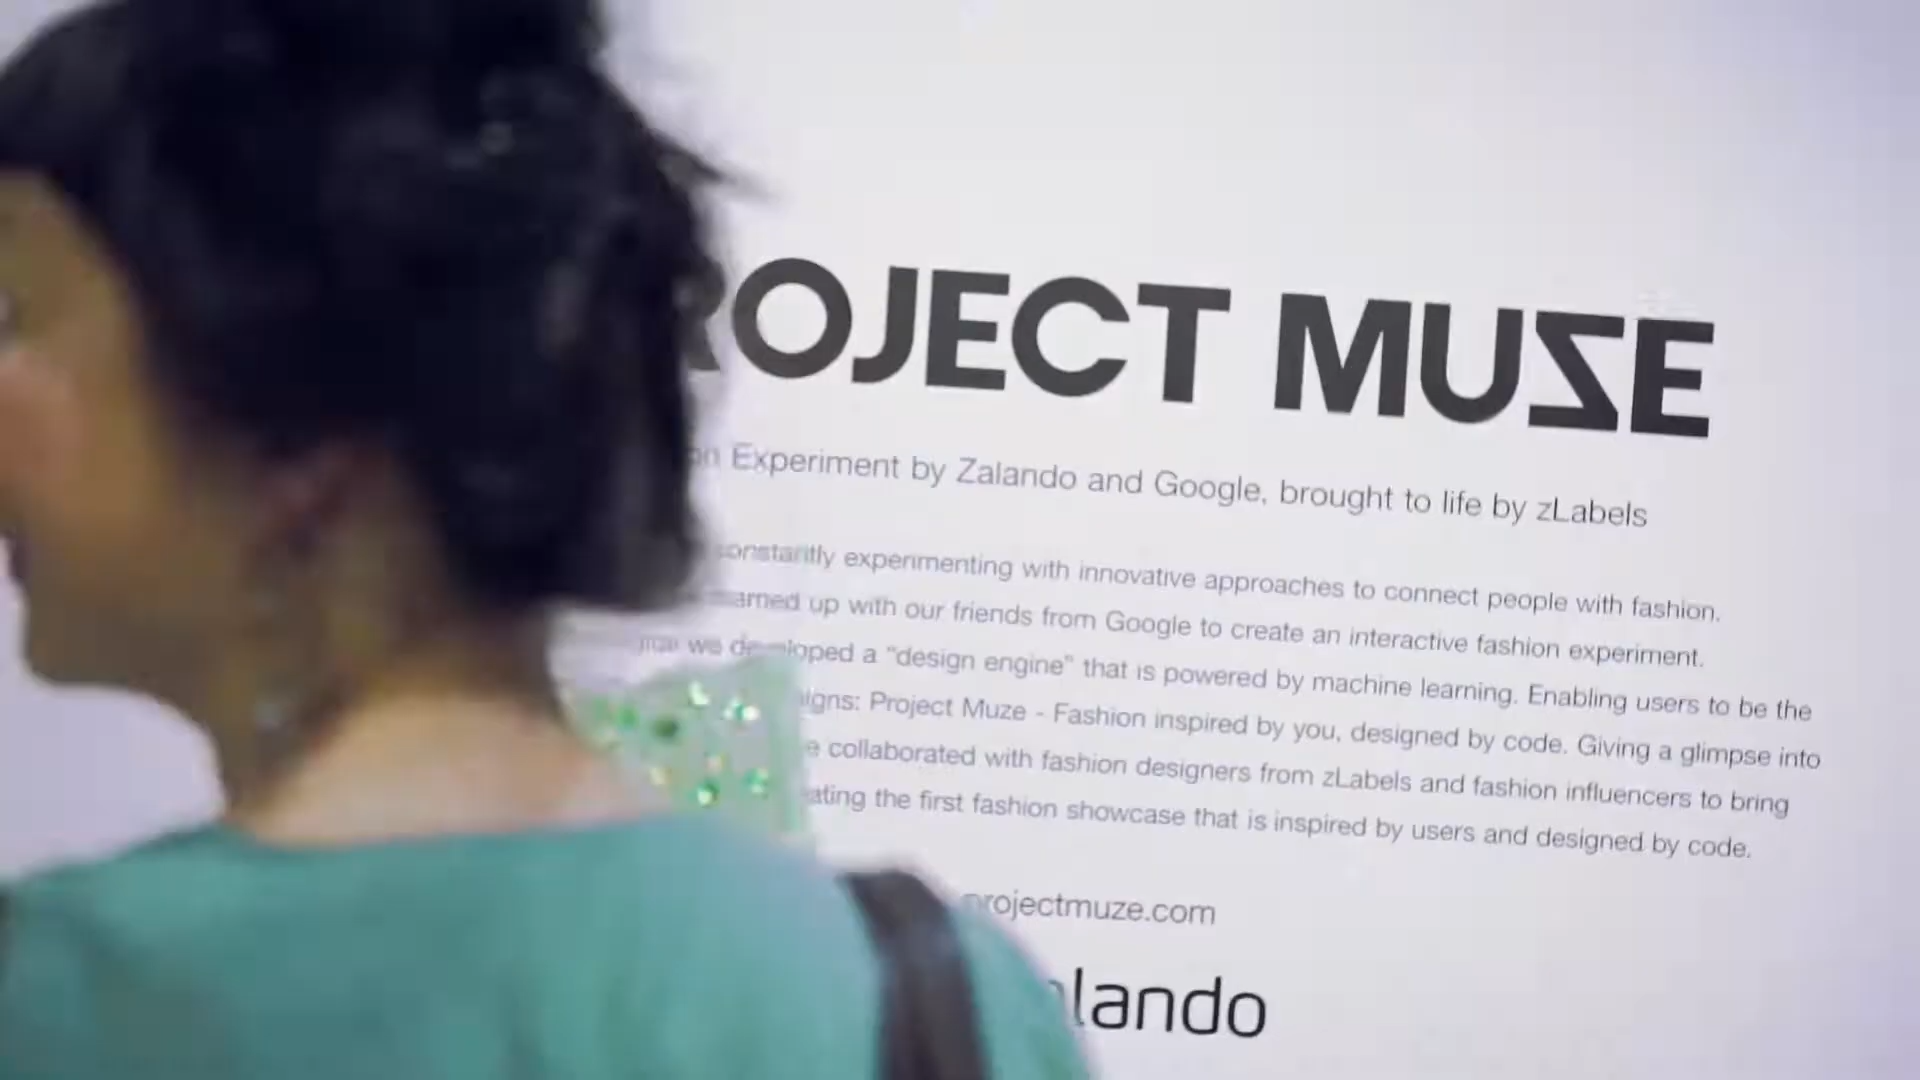 ROJECT MUZE
on Experiment by Zalando and Google, brought to life by zLabels
constantly experimenting with innovative approaches to connect people with fashion.
up with our friends from Google to create an interactive fashion experiment.
we developed a “design engine” that is powered by machine learning. Enabling users to be the
igns: Project Muze - Fashion inspired by you, designed by code. Giving a glimpse into
e collaborated with fashion designers from zLabels and fashion influencers to bring
ating the first fashion showcase that is inspired by users and designed by code.
projectmuze.com
lando